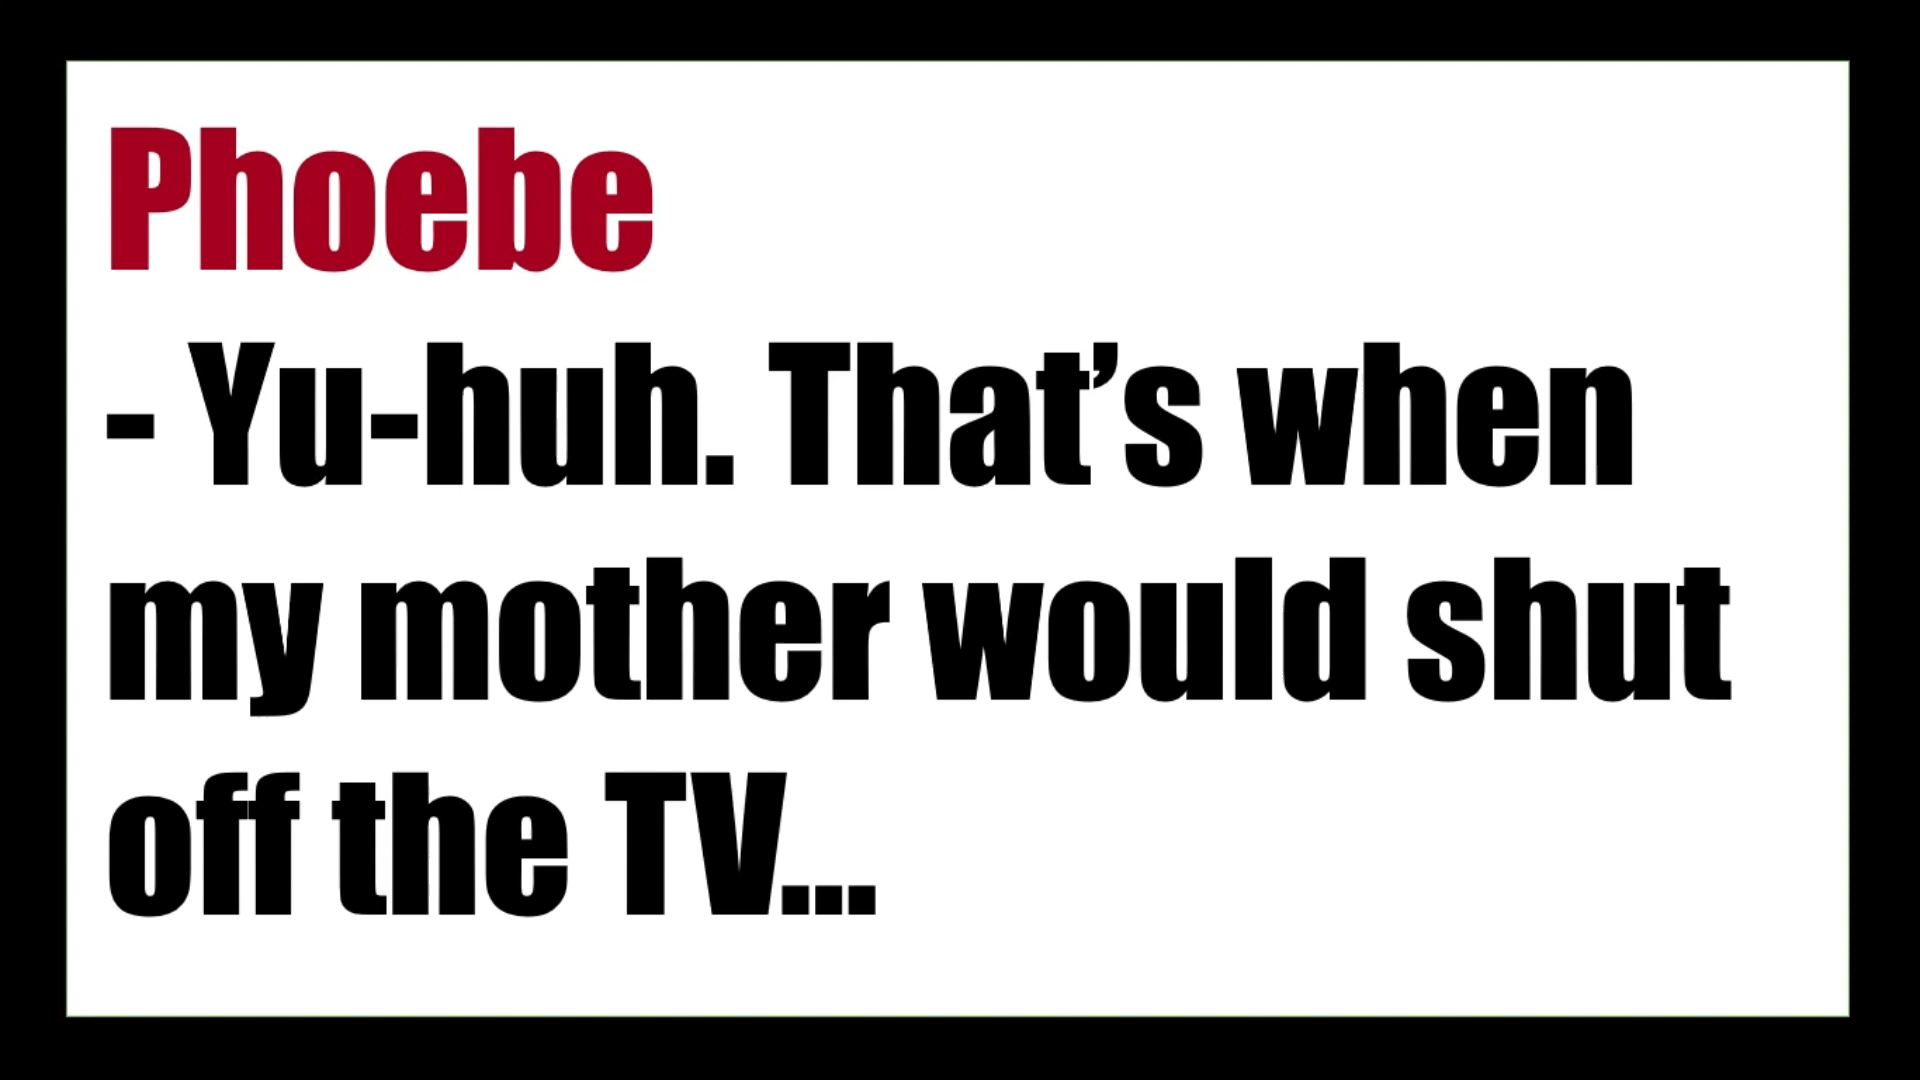 Phoebe
- Yu-huh. That’s when
my mother would shut
off the TV...